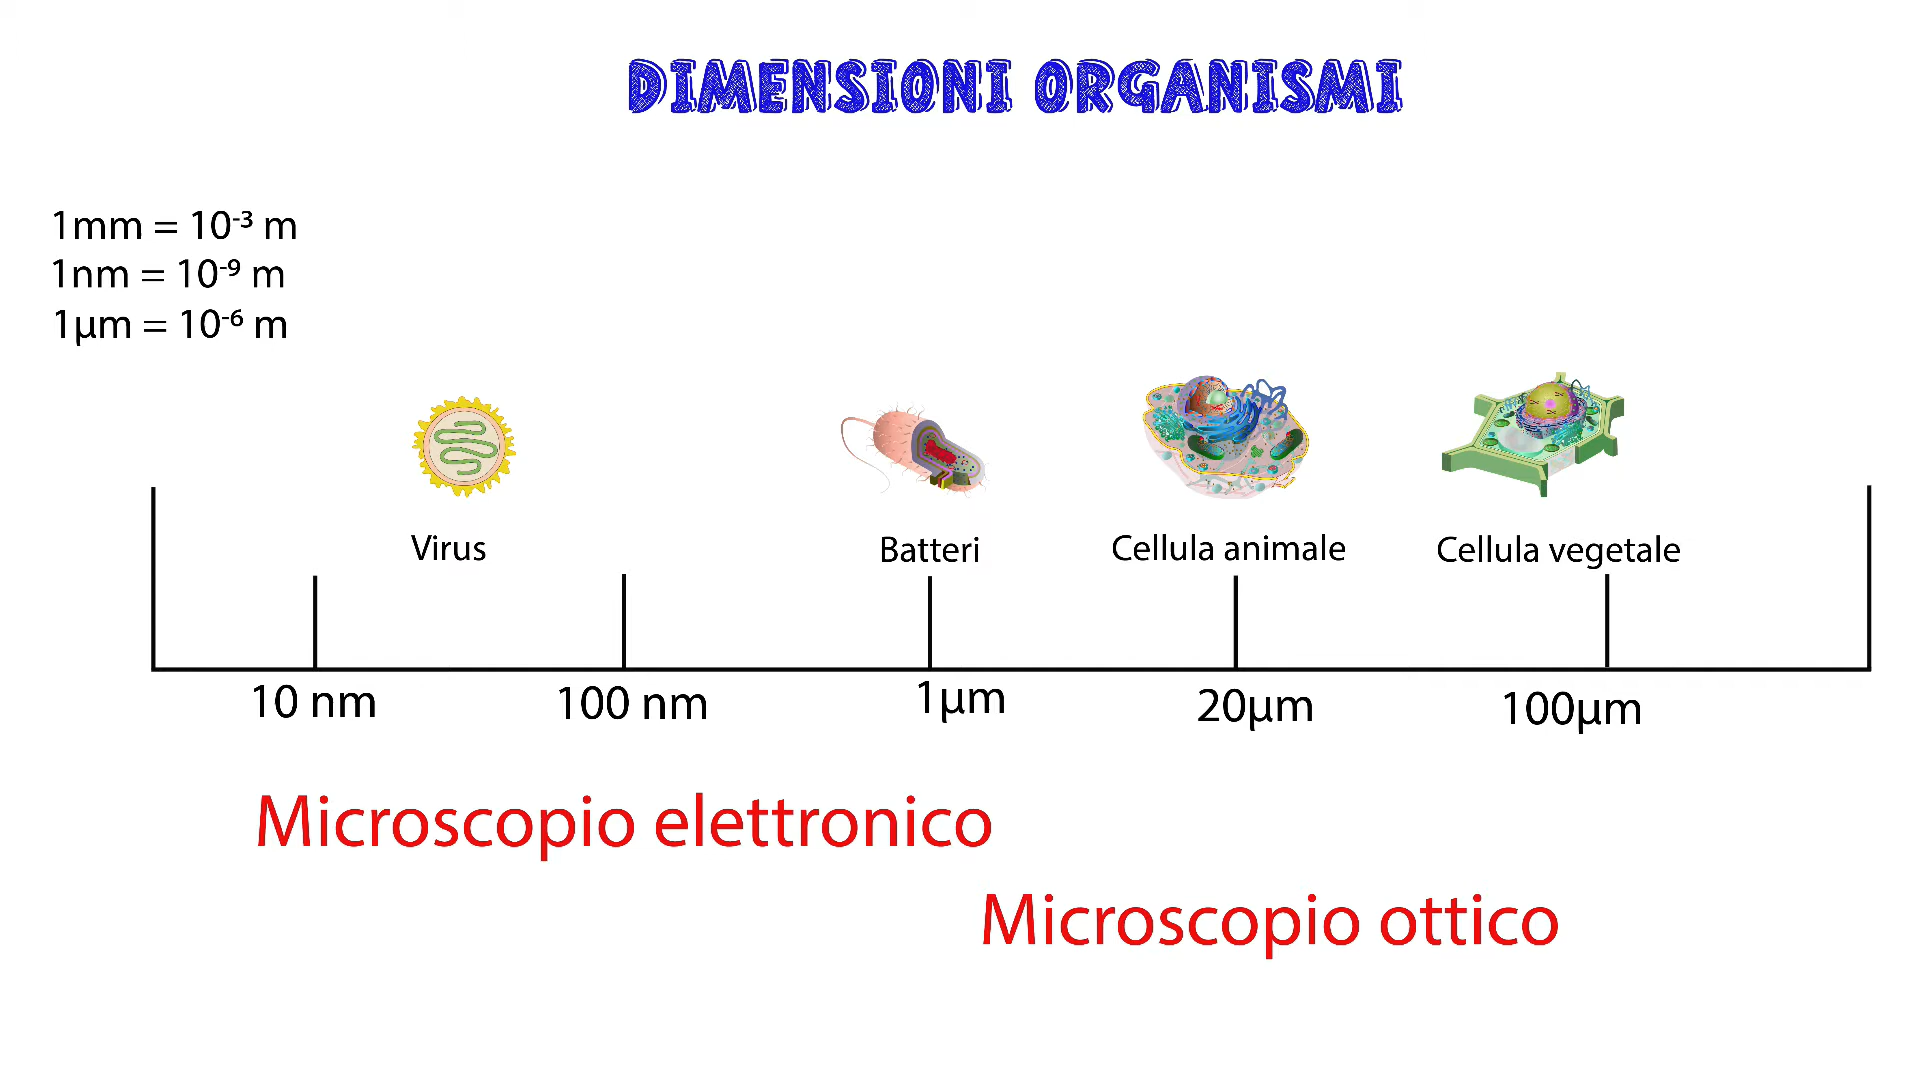 DIMENSIONI ORGANISMI
1mm = 10⁻³ m
1nm = 10⁻⁹ m
1µm = 10⁻⁶ m
Virus
Batteri
Cellula animale
Cellula vegetale
10 nm
100 nm
1µm
20µm
100µm
Microscopio elettronico
Microscopio ottico